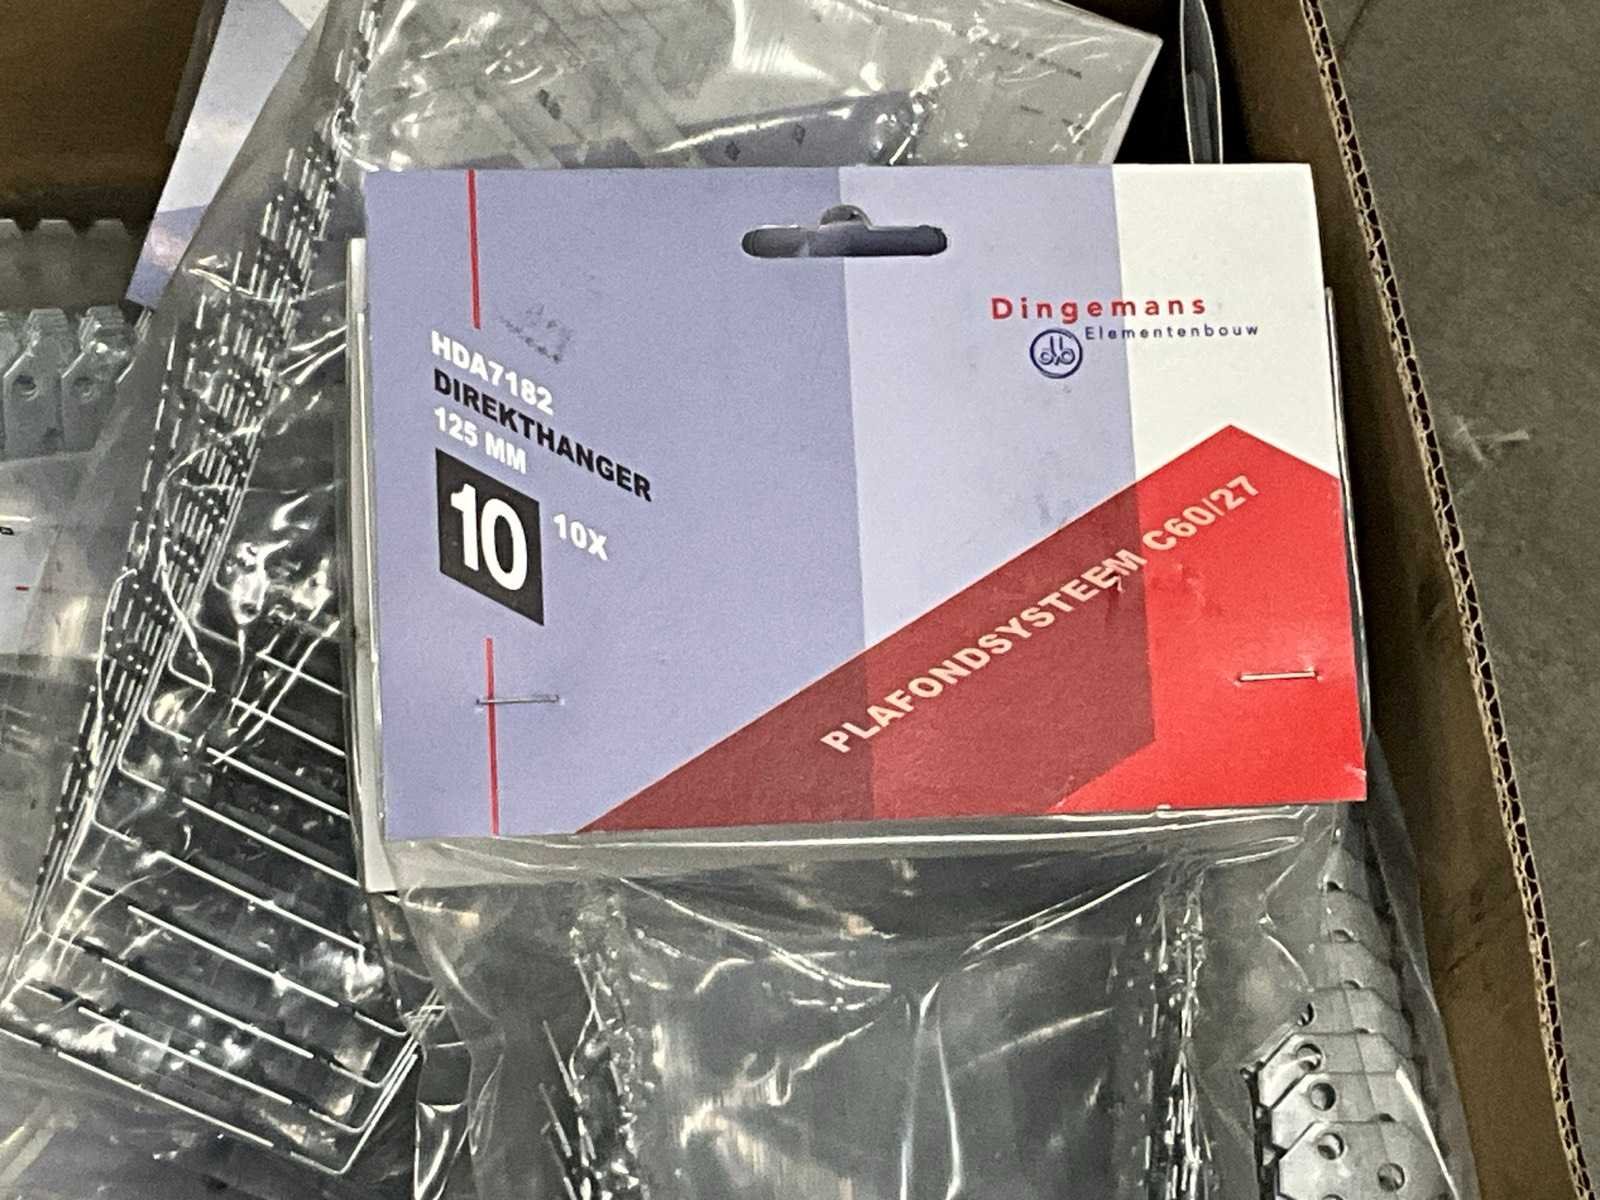 HDA7182
DIREKTHANGER
125 MM
10
10X
Dingemans
Elementenbouw
PLAFONDSYSTEEM C60/27